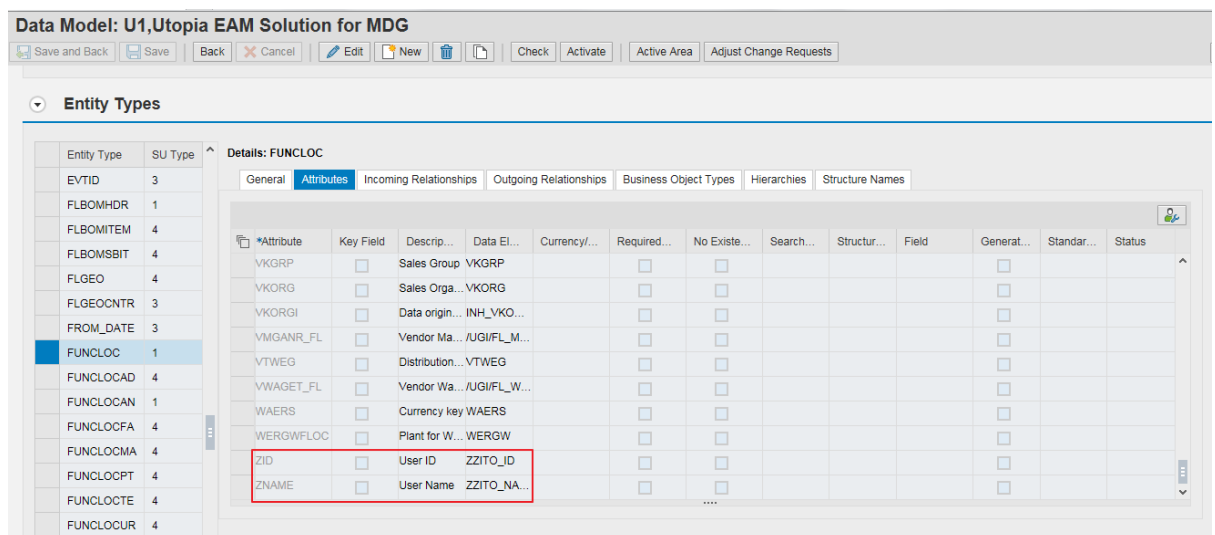 Data Model: U1,Utopia EAM Solution for MDG
Save and Back Save Back Cancel Edit New Check Activate Active Area Adjust Change Requests
Entity Types
Entity Type SU Type
EVTID 3
FLBOMHDR 1
FLBOMITEM 4
FLBOMSBIT 4
FLGEO 4
FLGEOCNTR 3
FROM_DATE 3
FUNCLOC 1
FUNCLOCAD 4
FUNCLOCAN 1
FUNCLOCFA 4
FUNCLOCMA 4
FUNCLOCPT 4
FUNCLOCTE 4
FUNCLOCUR 4
Details: FUNCLOC
General Attributes Incoming Relationships Outgoing Relationships Business Object Types Hierarchies Structure Names
*Attribute Key Field Descrip... Data El... Currency/... Required... No Existe... Search... Structur... Field Generat... Standar... Status
VKGRP Sales Group VKGRP
VKORG Sales Orga... VKORG
VKORGI Data origin... INH_VKO...
VMGANR_FL Vendor Ma... /UGI/FL_M...
VTWEG Distribution... VTWEG
VWAGET_FL Vendor Wa... /UGI/FL_W...
WAERS Currency key WAERS
WERGWFLOC Plant for W... WERGW
ZID User ID ZZITO_ID
ZNAME User Name ZZITO_NA...